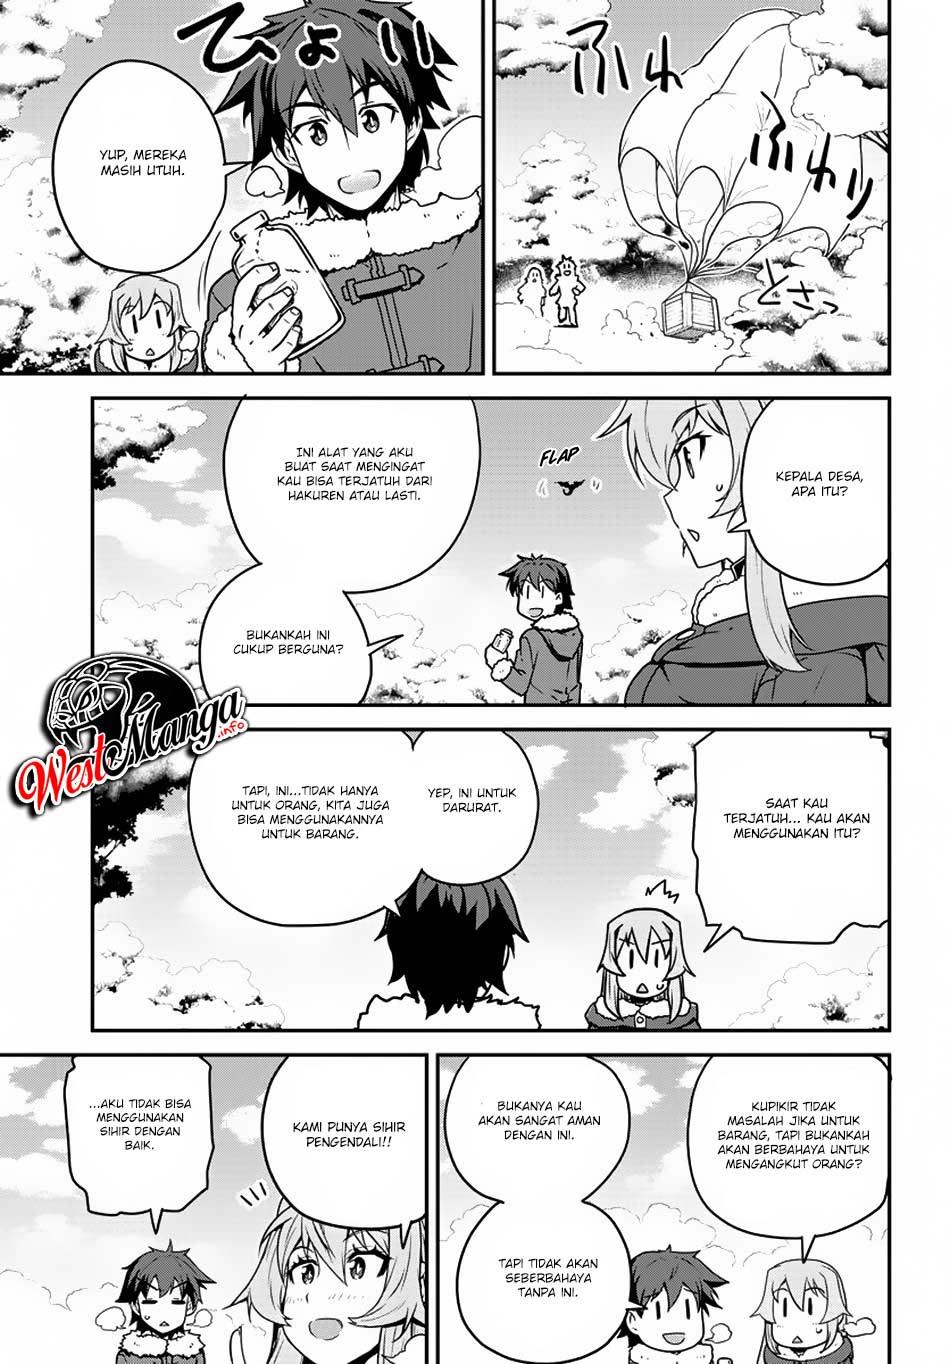 ふわ
ふわり
とさっ
ひょい
YUP, MEREKA
MASIH UTUH.
KEPALA DESA,
APA ITU?
FLAP
INI ALAT YANG AKU
BUAT SAAT MENGINGAT
KAU BISA TERJATUH DARI
HAKUREN ATAU LASTI.
BUKANKAH INI
CUKUP BERGUNA?
WestManga
.info
SAAT KAU
TERJATUH... KAU AKAN
MENGGUNAKAN ITU?
YEP, INI UNTUK
DARURAT.
TAPI, INI...TIDAK HANYA
UNTUK ORANG, KITA JUGA
BISA MENGGUNAKANNYA
UNTUK BARANG.
KUPIKIR TIDAK
MASALAH JIKA UNTUK
BARANG, TAPI BUKANKAH
AKAN BERBAHAYA UNTUK
MENGANGKUT ORANG?
BUKANYA KAU
AKAN SANGAT AMAN
DENGAN INI.
TAPI TIDAK AKAN
SEBERBAHAYA
TANPA INI.
KAMI PUNYA SIHIR
PENGENDALI!!
...AKU TIDAK BISA
MENGGUNAKAN
SIHIR DENGAN
BAIK.